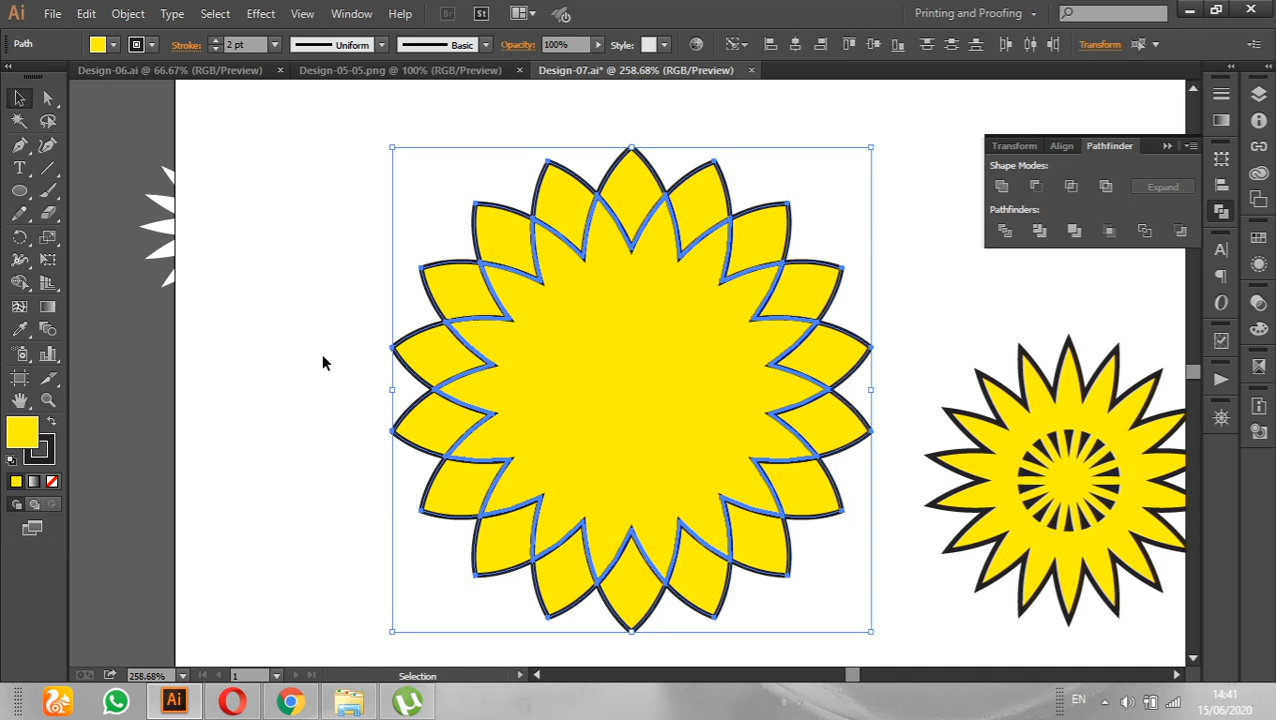 Ai File Edit Object Type Select Effect View Window Help Br St Printing and Proofing
Path Stroke: 2 pt Uniform Basic Opacity: 100% Style: Transform
Design-06.ai @ 66.67% (RGB/Preview) Design-05-05.png @ 100% (RGB/Preview) Design-07.ai* @ 258.68% (RGB/Preview)
Transform Align Pathfinder
Shape Modes:
Expand
Pathfinders:
258.68% 1 Selection
Ai EN 14:41
15/06/2020